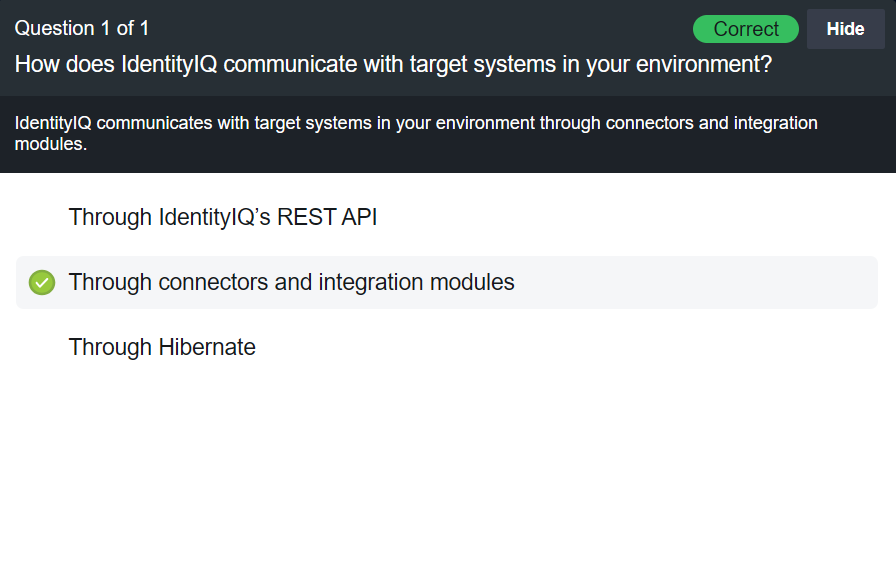 Question 1 of 1
Correct
Hide
How does IdentityIQ communicate with target systems in your environment?
IdentityIQ communicates with target systems in your environment through connectors and integration
modules.
Through IdentityIQ’s REST API
Through connectors and integration modules
Through Hibernate